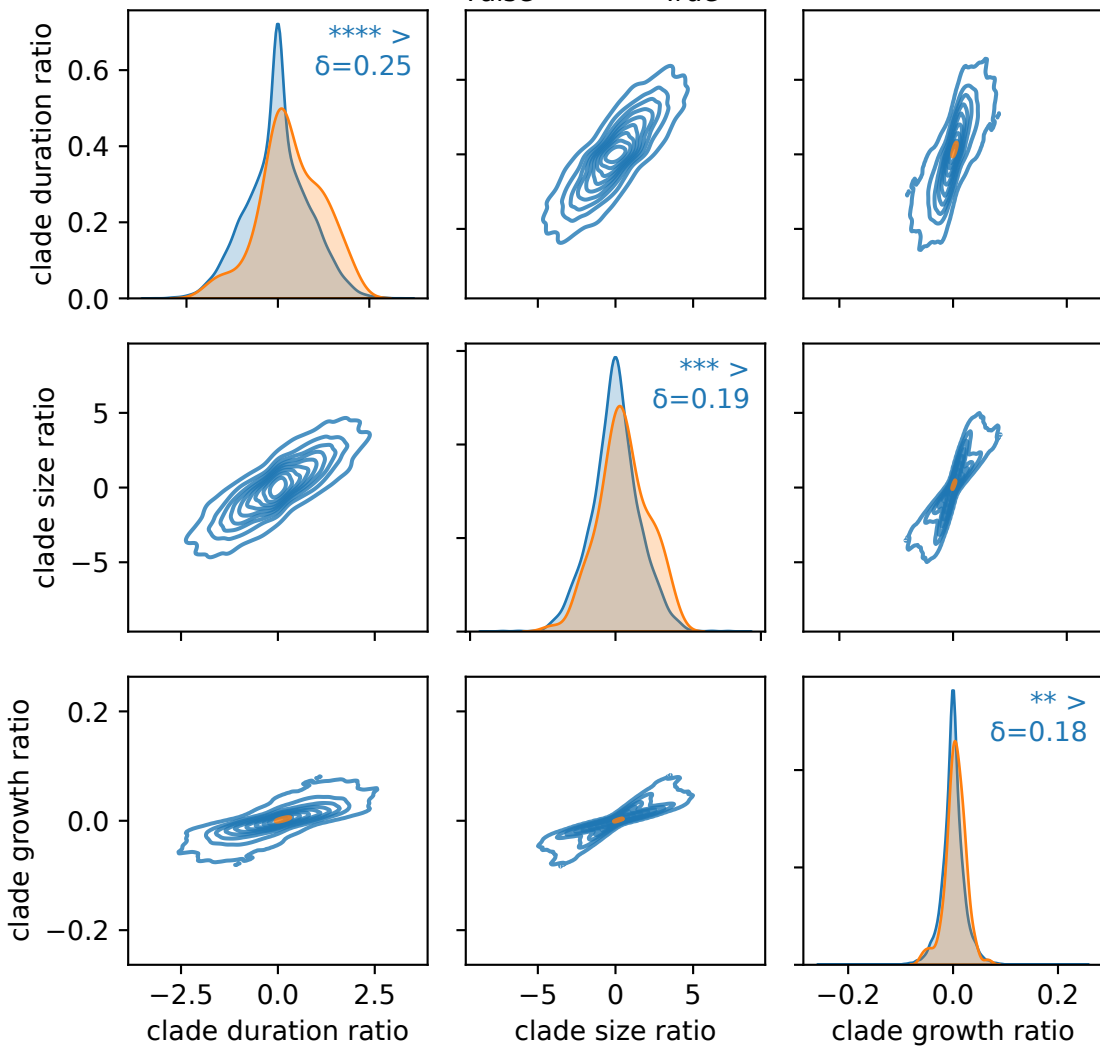 clade duration ratio
0.6
0.4
0.2
0.0
**** >
δ=0.25
clade size ratio
5
0
−5
*** >
δ=0.19
clade growth ratio
0.2
0.0
−0.2
** >
δ=0.18
−2.5 0.0 2.5
−5 0 5
−0.2 0.0 0.2
clade duration ratio
clade size ratio
clade growth ratio